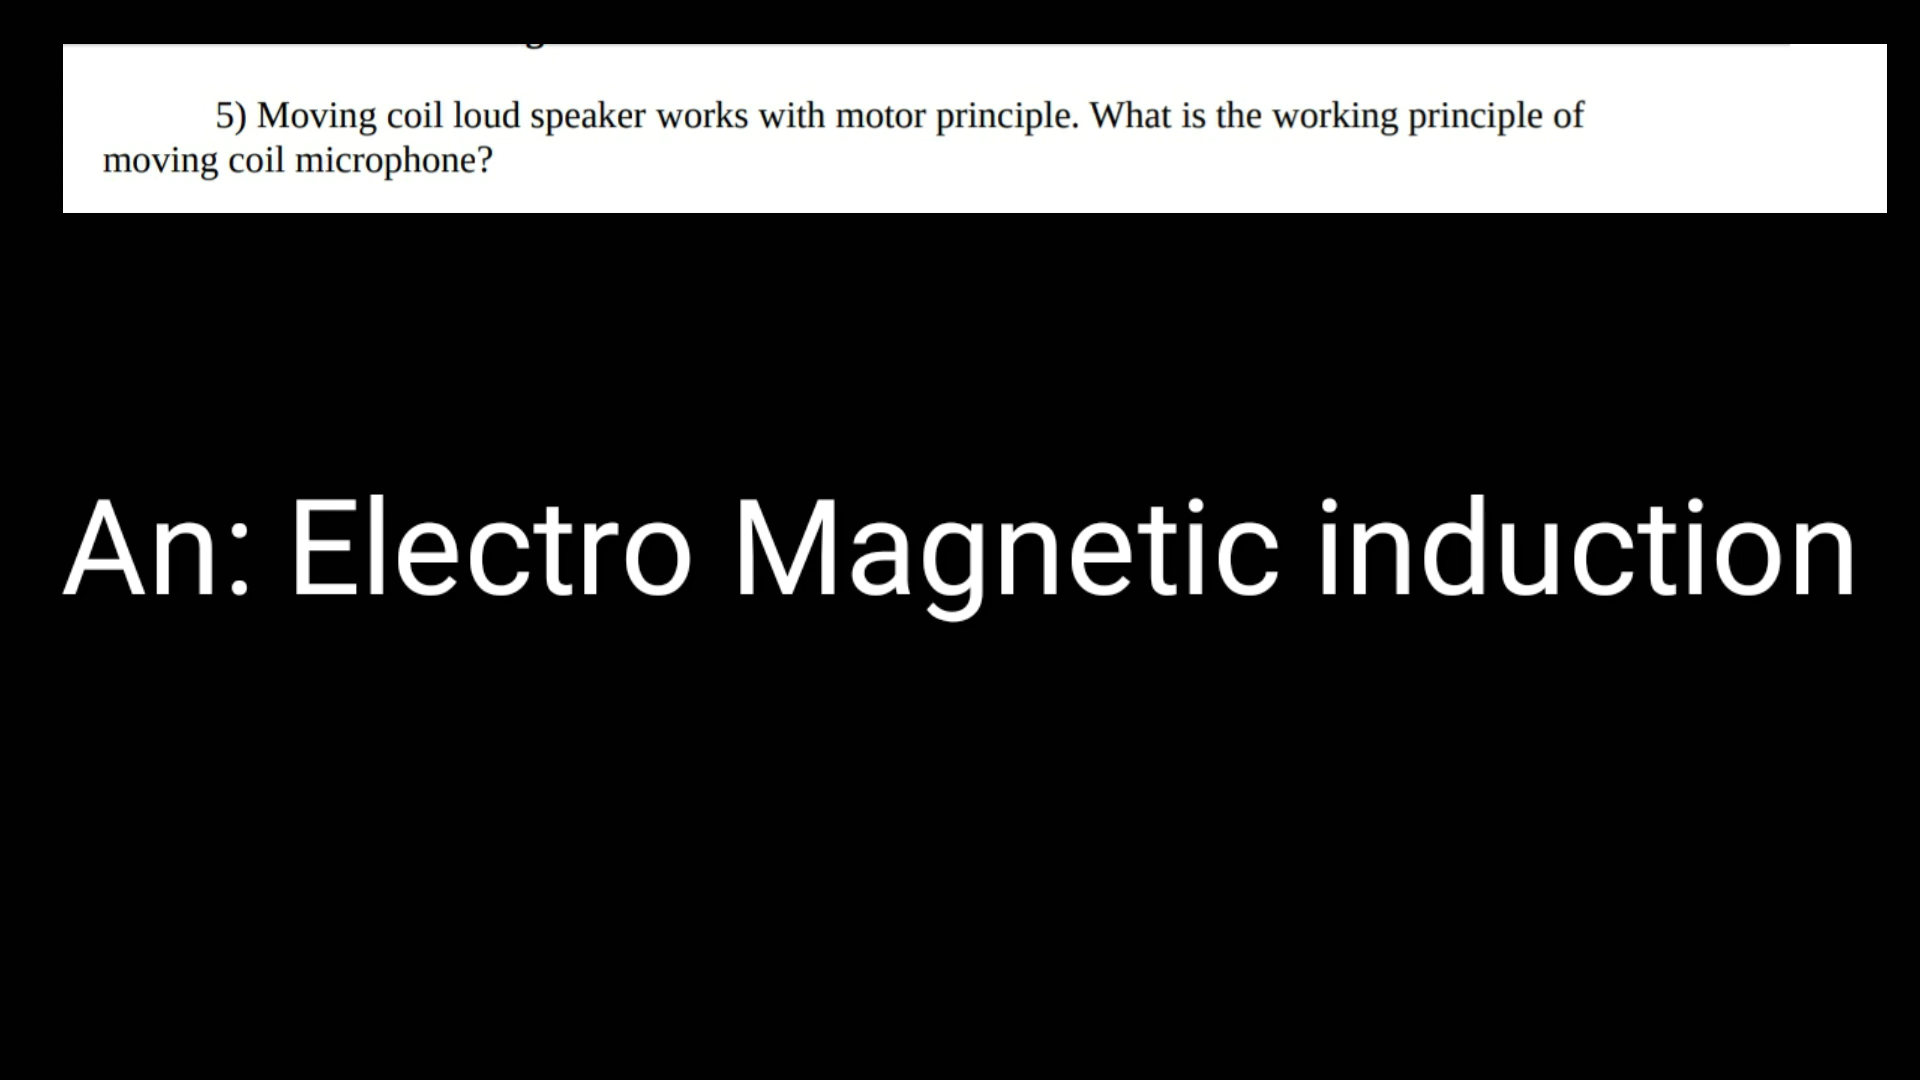 5) Moving coil loud speaker works with motor principle. What is the working principle of
moving coil microphone?
An: Electro Magnetic induction